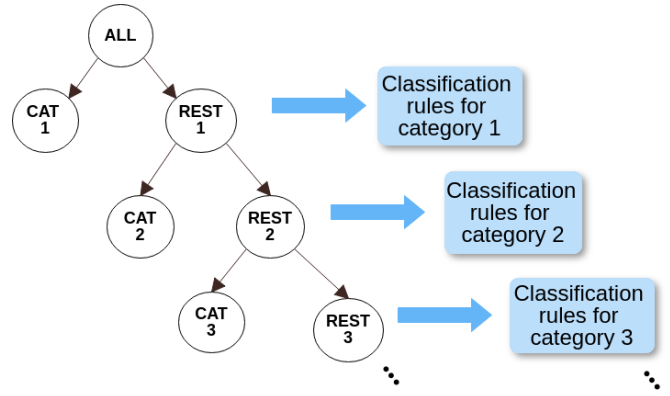 ALL
CAT
1
REST
1
Classification
rules for
category 1
CAT
2
REST
2
Classification
rules for
category 2
CAT
3
REST
3
Classification
rules for
category 3